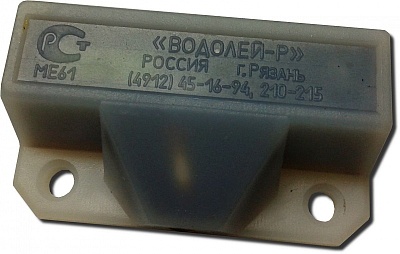 РСТ
МЕ61
«ВОДОЛЕЙ-Р»
РОССИЯ г.Рязань
(4912) 45-16-94, 210-215